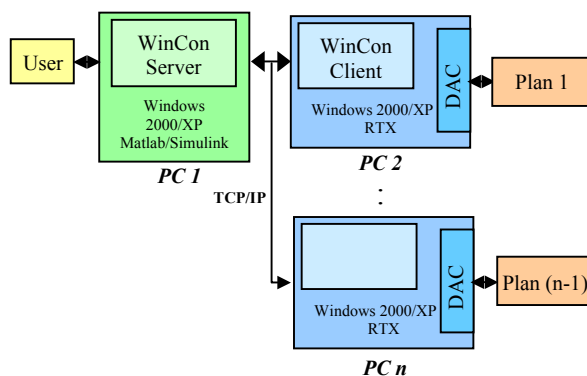 User
WinCon
Server
Windows
2000/XP
Matlab/Simulink
PC 1
TCP/IP
WinCon
Client
Windows 2000/XP
RTX
DAC
Plan 1
PC 2
Windows 2000/XP
RTX
DAC
Plan (n-1)
PC n